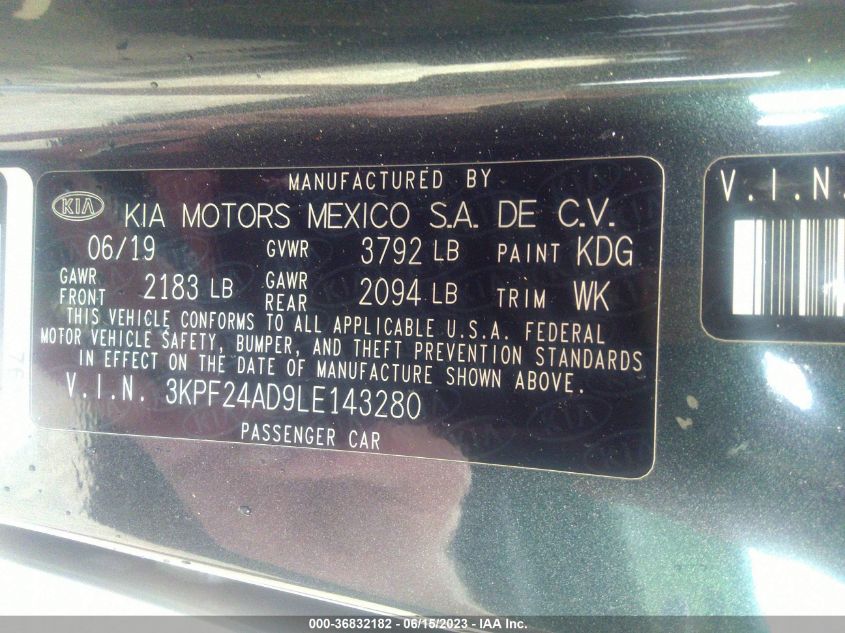 MANUFACTURED BY
KIA KIA MOTORS MEXICO S.A. DE C.V.
06/19 GVWR 3792 LB PAINT KDG
GAWR FRONT 2183 LB GAWR REAR 2094 LB TRIM WK
THIS VEHICLE CONFORMS TO ALL APPLICABLE U.S.A. FEDERAL
MOTOR VEHICLE SAFETY, BUMPER, AND THEFT PREVENTION STANDARDS
IN EFFECT ON THE DATE OF MANUFACTURE SHOWN ABOVE.
V.I.N. 3KPF24AD9LE143280
PASSENGER CAR
V.I.N.
000-36832182 - 06/15/2023 - IAA Inc.